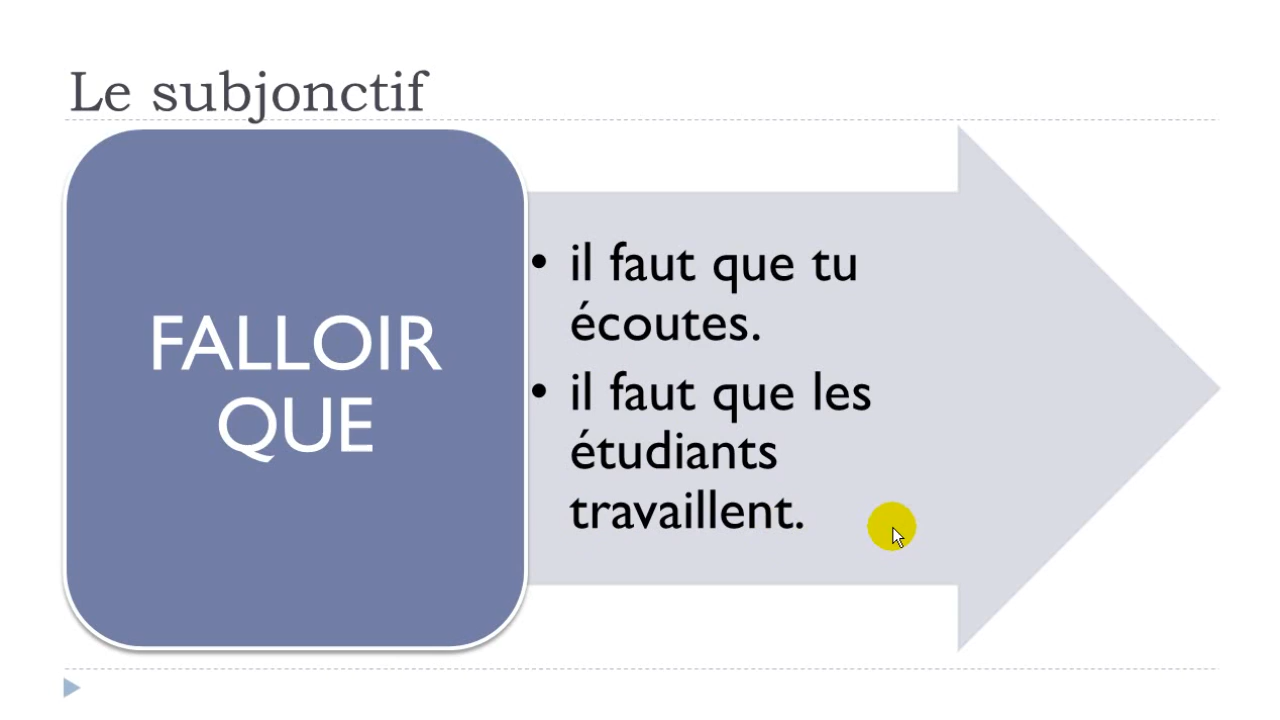 Le subjonctif
FALLOIR
QUE
• il faut que tu
écoutes.
• il faut que les
étudiants
travaillent.